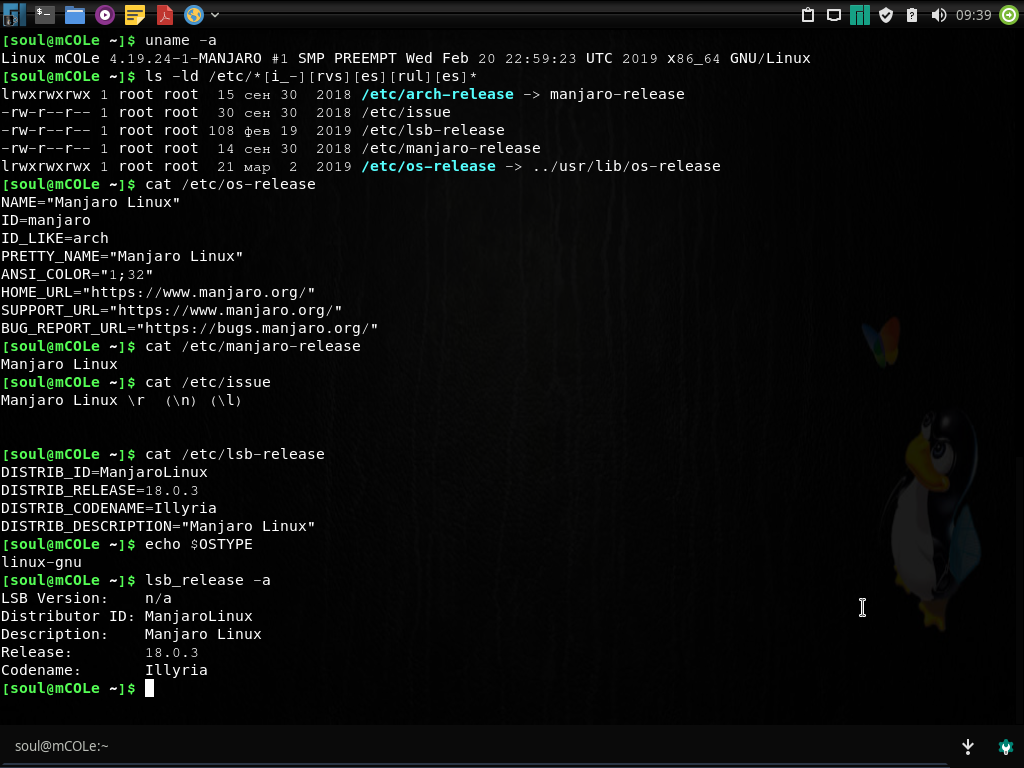 09:39
[soul@mCOLe ~]$ uname -a
Linux mCOLe 4.19.24-1-MANJARO #1 SMP PREEMPT Wed Feb 20 22:59:23 UTC 2019 x86_64 GNU/Linux
[soul@mCOLe ~]$ ls -ld /etc/*[i_-][rvs][es][rul][es]*
lrwxrwxrwx 1 root root  15 сен 30  2018 /etc/arch-release -> manjaro-release
-rw-r--r-- 1 root root  30 сен 30  2018 /etc/issue
-rw-r--r-- 1 root root 108 фев 19  2019 /etc/lsb-release
-rw-r--r-- 1 root root  14 сен 30  2018 /etc/manjaro-release
lrwxrwxrwx 1 root root  21 мар  2  2019 /etc/os-release -> ../usr/lib/os-release
[soul@mCOLe ~]$ cat /etc/os-release
NAME="Manjaro Linux"
ID=manjaro
ID_LIKE=arch
PRETTY_NAME="Manjaro Linux"
ANSI_COLOR="1;32"
HOME_URL="https://www.manjaro.org/"
SUPPORT_URL="https://www.manjaro.org/"
BUG_REPORT_URL="https://bugs.manjaro.org/"
[soul@mCOLe ~]$ cat /etc/manjaro-release
Manjaro Linux
[soul@mCOLe ~]$ cat /etc/issue
Manjaro Linux \r  (\n) (\l)
[soul@mCOLe ~]$ cat /etc/lsb-release
DISTRIB_ID=ManjaroLinux
DISTRIB_RELEASE=18.0.3
DISTRIB_CODENAME=Illyria
DISTRIB_DESCRIPTION="Manjaro Linux"
[soul@mCOLe ~]$ echo $OSTYPE
linux-gnu
[soul@mCOLe ~]$ lsb_release -a
LSB Version:    n/a
Distributor ID: ManjaroLinux
Description:    Manjaro Linux
Release:        18.0.3
Codename:       Illyria
[soul@mCOLe ~]$
soul@mCOLe:~